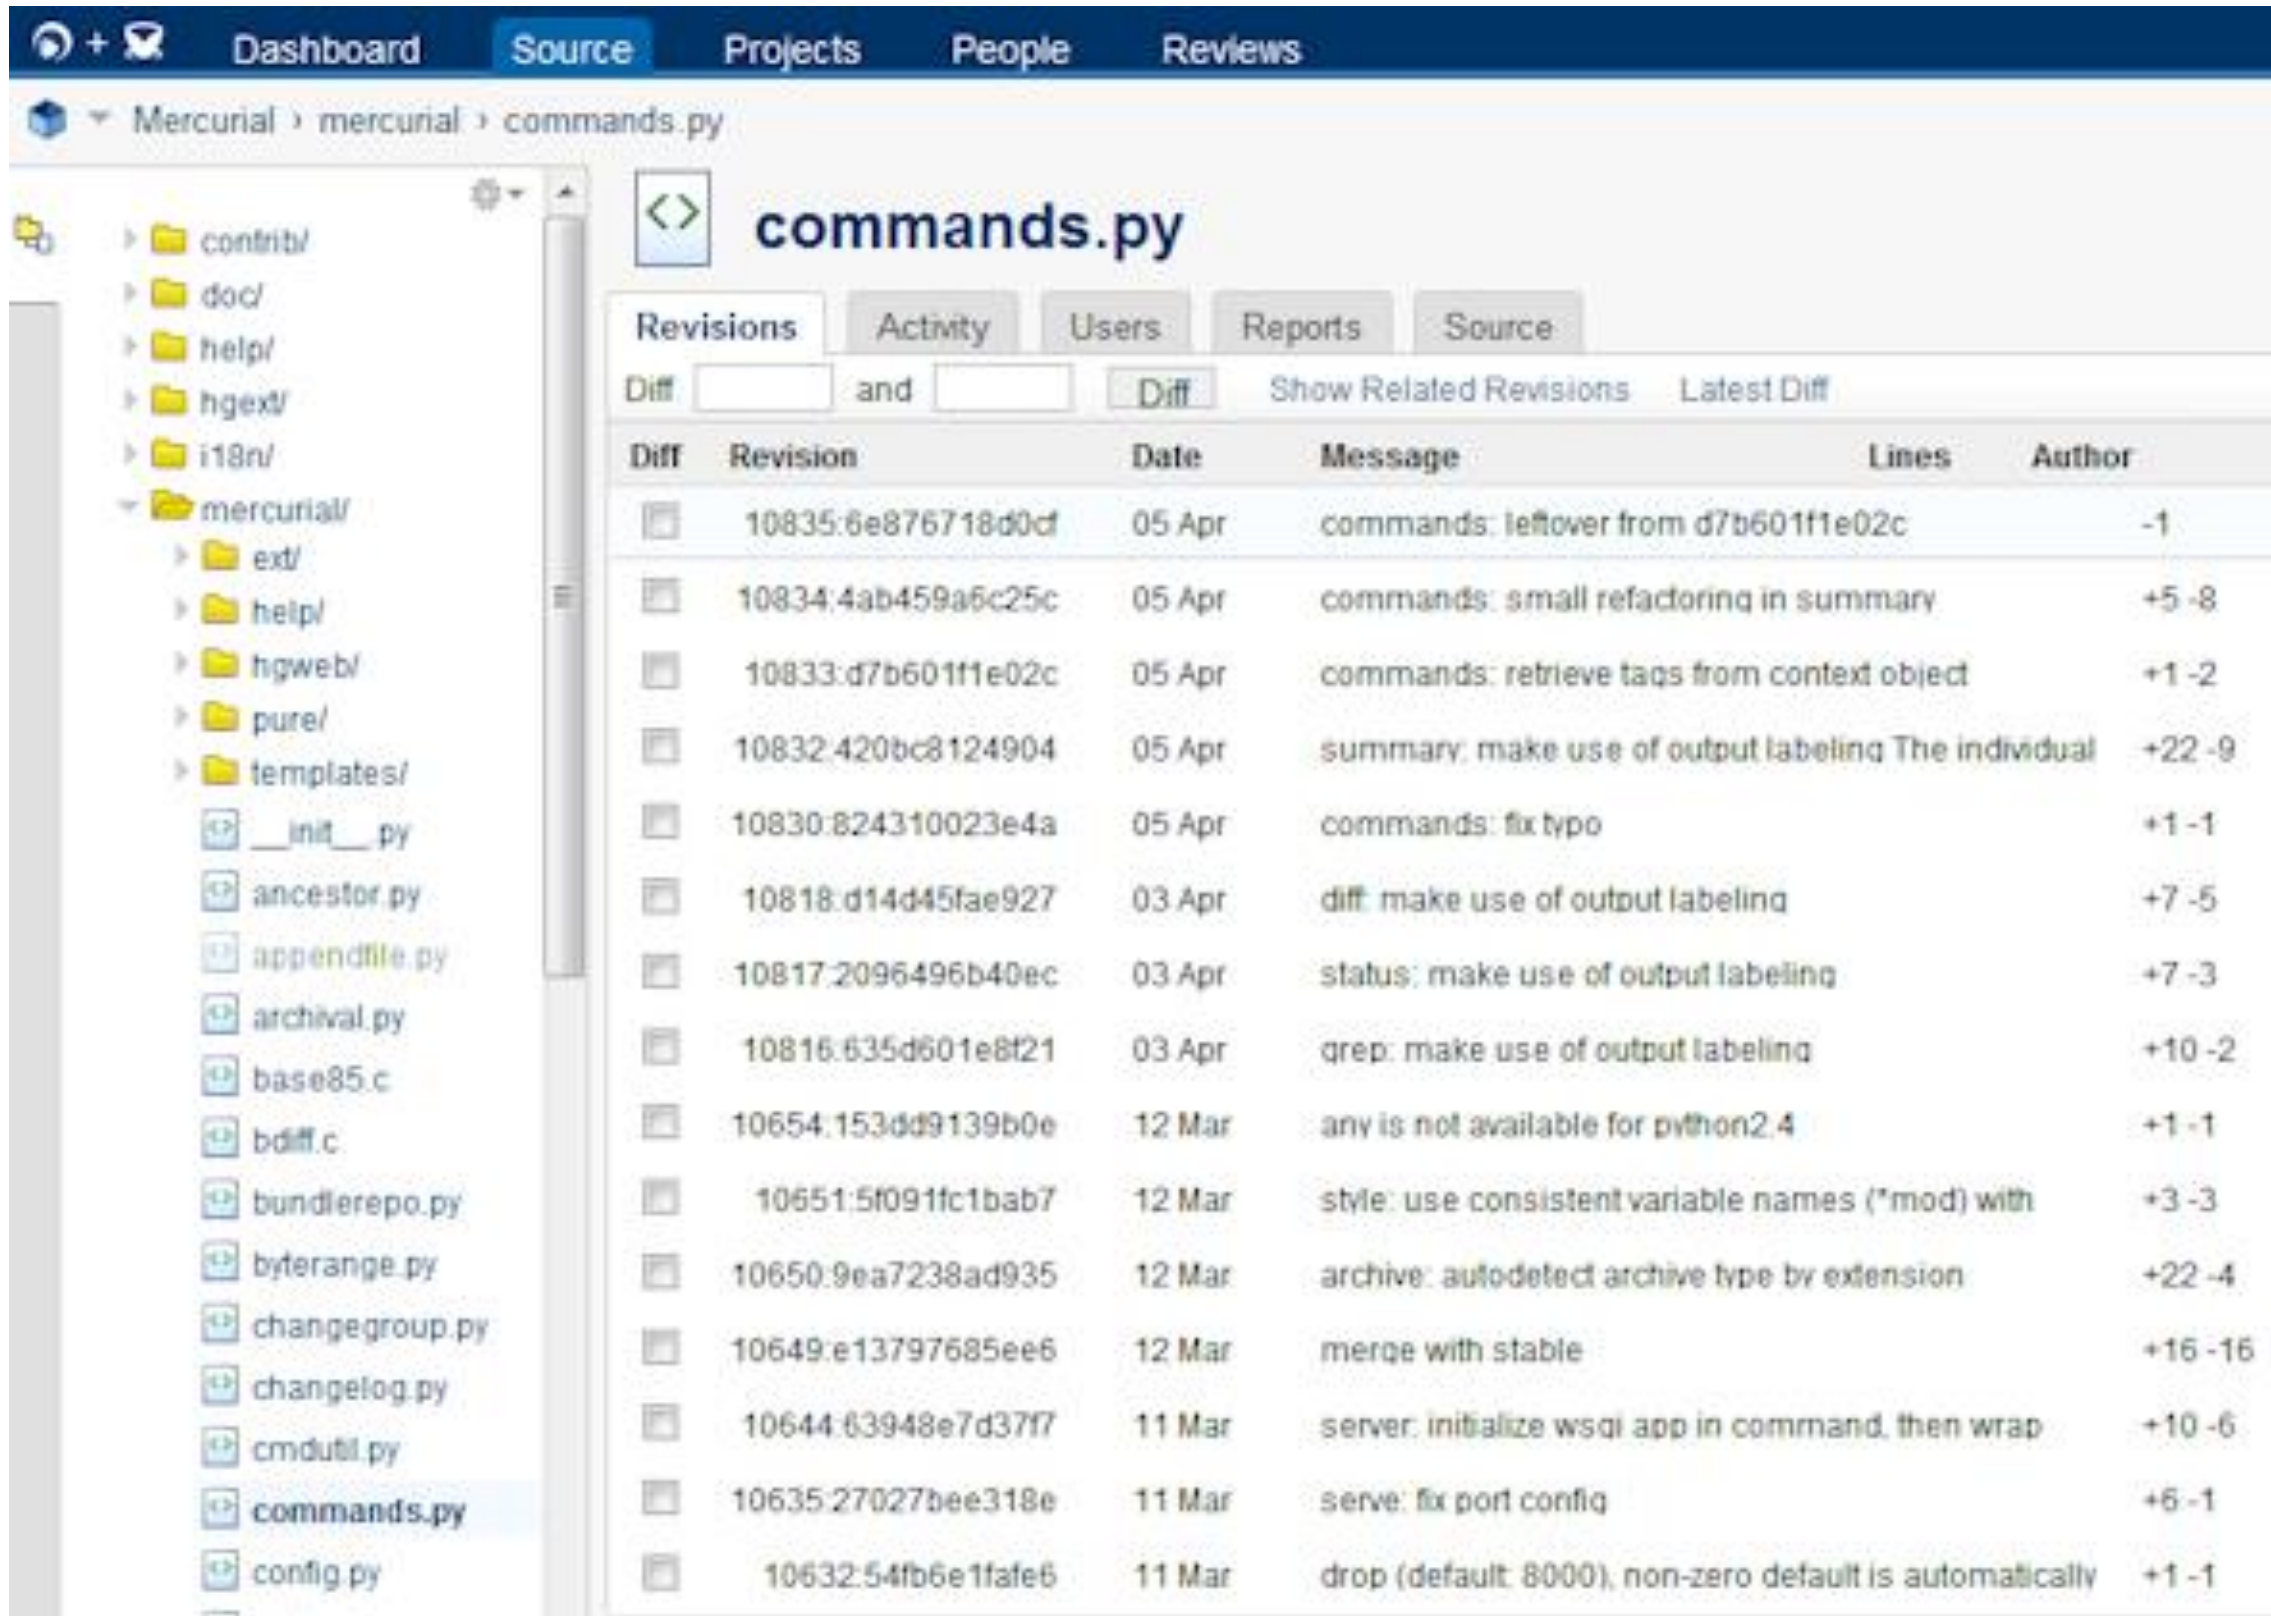 + Dashboard Source Projects People Reviews
Mercurial › mercurial › commands.py
contrib/
doc/
help/
hgext/
i18n/
mercurial/
ext/
help/
hgweb/
pure/
templates/
__init__.py
ancestor.py
appendfile.py
archival.py
base85.c
bdiff.c
bundlerepo.py
byterange.py
changegroup.py
changelog.py
cmdutil.py
commands.py
config.py
commands.py
Revisions Activity Users Reports Source
Diff and Diff Show Related Revisions Latest Diff
Diff Revision Date Message Lines Author
10835:6e876718d0cf 05 Apr commands: leftover from d7b601f1e02c -1
10834:4ab459a6c25c 05 Apr commands: small refactoring in summary +5 -8
10833:d7b601f1e02c 05 Apr commands: retrieve tags from context object +1 -2
10832:420bc8124904 05 Apr summary: make use of output labeling The individual +22 -9
10830:824310023e4a 05 Apr commands: fix typo +1 -1
10818:d14d45fae927 03 Apr diff: make use of output labeling +7 -5
10817:2096496b40ec 03 Apr status: make use of output labeling +7 -3
10816:635d601e8f21 03 Apr grep: make use of output labeling +10 -2
10654:153dd9139b0e 12 Mar any is not available for python2.4 +1 -1
10651:5f091fc1bab7 12 Mar style: use consistent variable names (*mod) with +3 -3
10650:9ea7238ad935 12 Mar archive: autodetect archive type by extension +22 -4
10649:e13797685ee6 12 Mar merge with stable +16 -16
10644:63948e7d37f7 11 Mar server: initialize wsgi app in command, then wrap +10 -6
10635:27027bee318e 11 Mar serve: fix port config +6 -1
10632:54fb6e1fafe6 11 Mar drop (default: 8000), non-zero default is automatically +1 -1